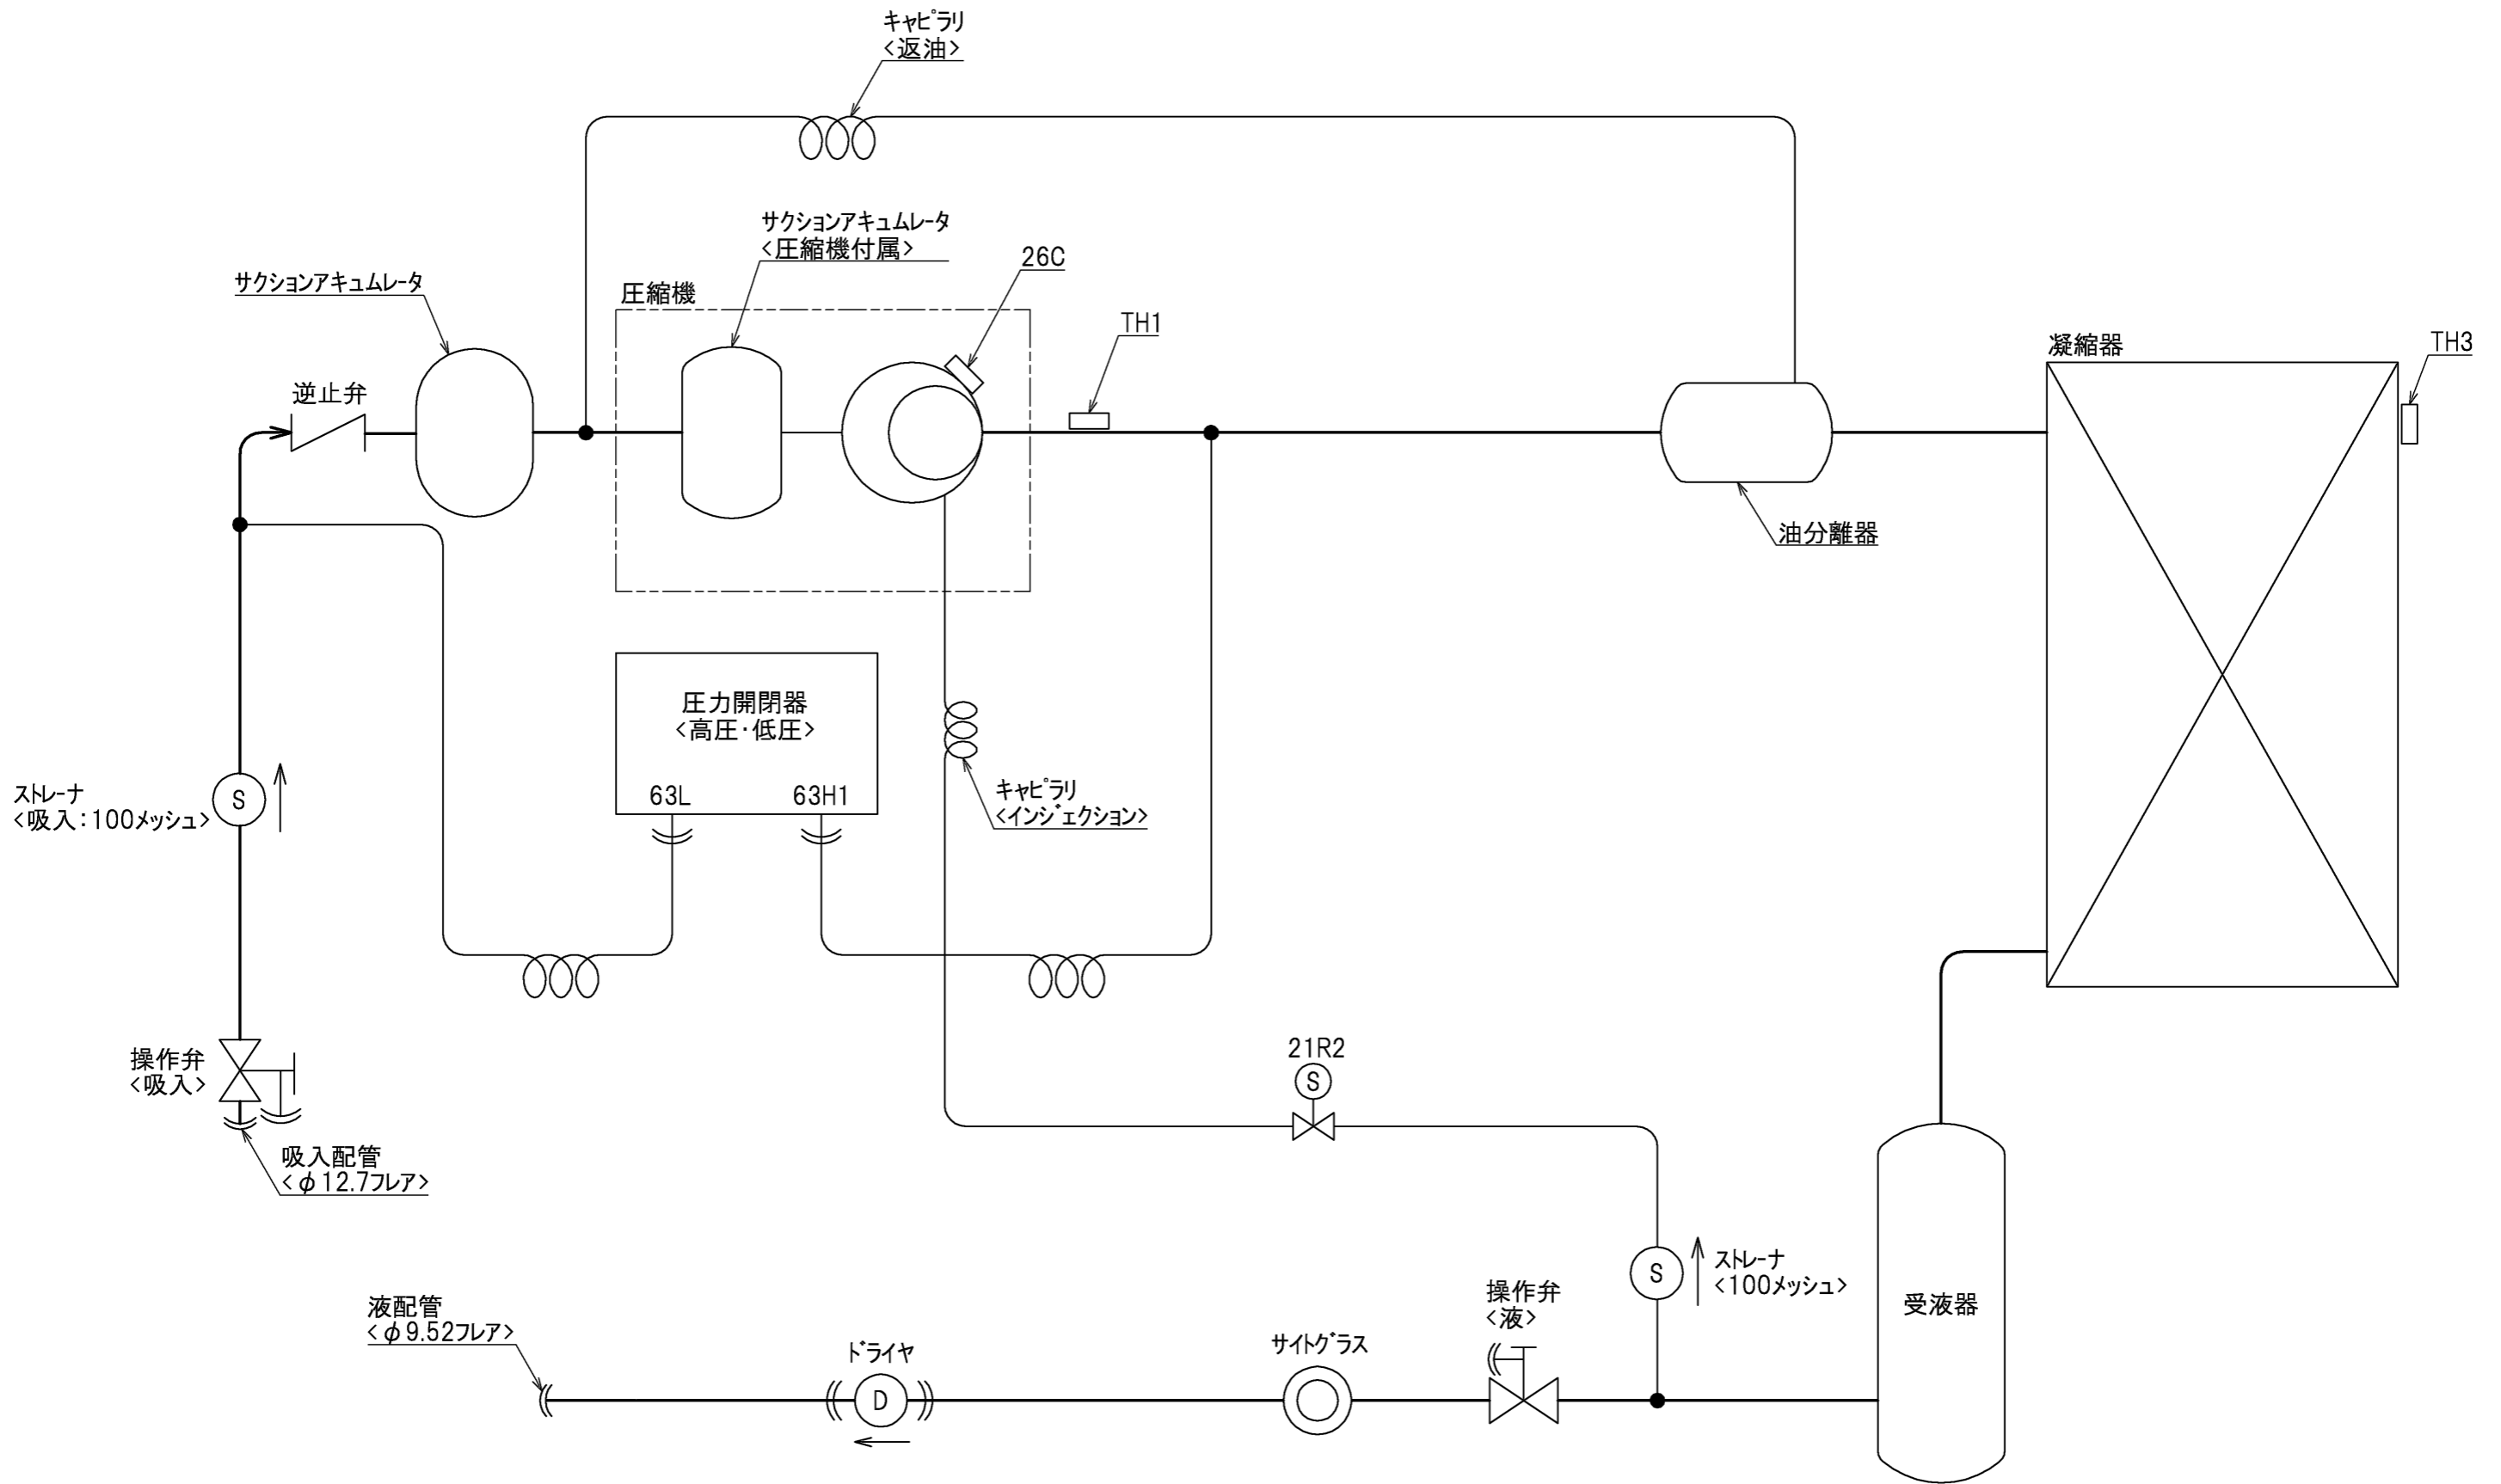 キャピラリ
<返油>
サクションアキュムレータ
<圧縮機付属>
26C
サクションアキュムレータ
圧縮機
TH1
凝縮器
TH3
逆止弁
油分離器
圧力開閉器
<高圧・低圧>
63L
63H1
ストレーナ
<吸入：100メッシュ>
S
キャピラリ
<インジェクション>
操作弁
<吸入>
21R2
S
吸入配管
<φ12.7フレア>
S
ストレーナ
<100メッシュ>
操作弁
<液>
受液器
液配管
<φ9.52フレア>
ドライヤ
サイトグラス
D